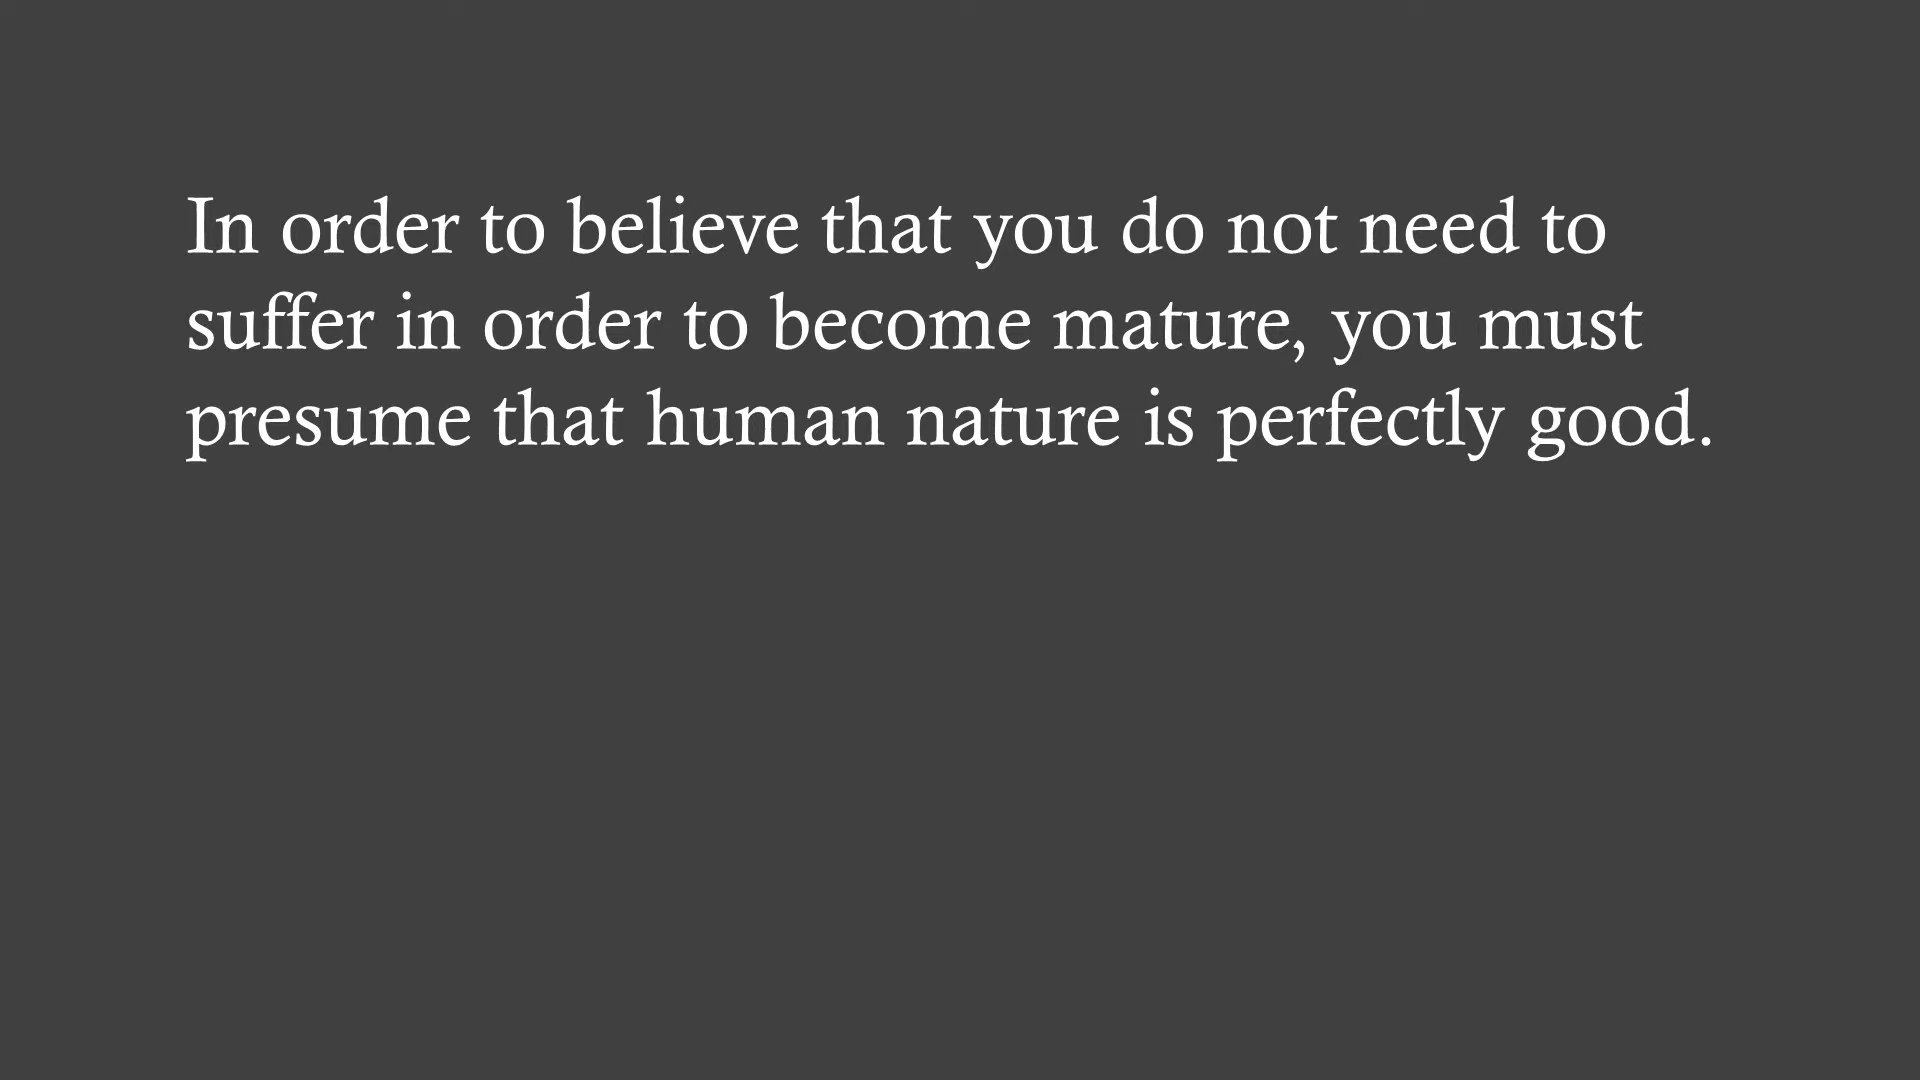 In order to believe that you do not need to
suffer in order to become mature, you must
presume that human nature is perfectly good.